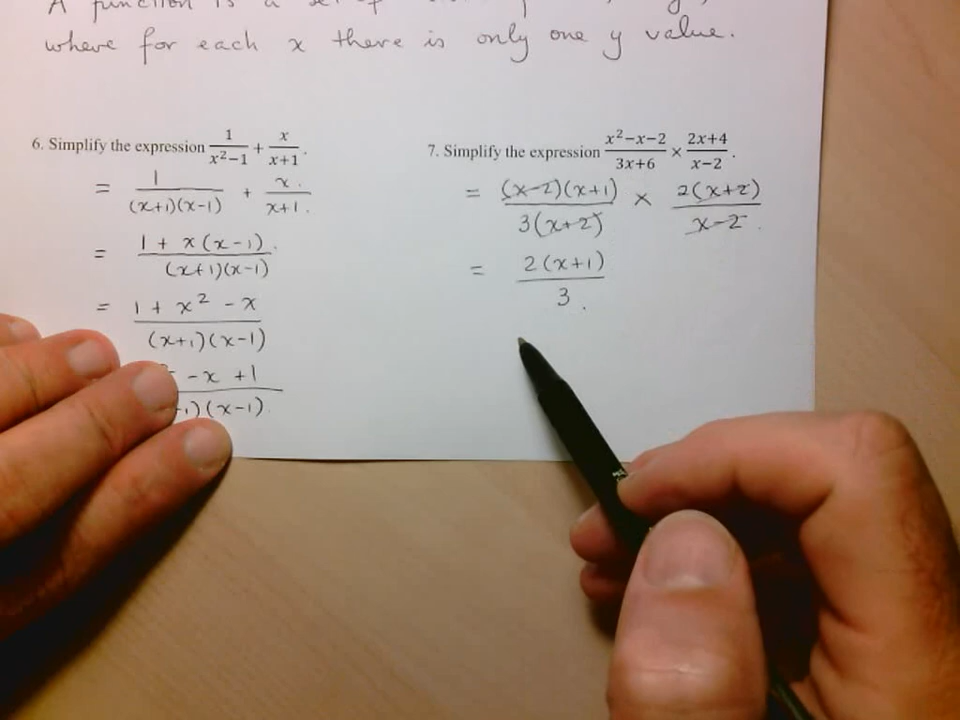 A function is a set of
where for each x there is only one y value.
6. Simplify the expression 1/(x²−1) + x/(x+1).
= 1/((x+1)(x-1)) + x/(x+1).
= (1 + x(x-1))/((x+1)(x-1))
= (1 + x² - x)/((x+1)(x-1))
- x + 1
)(x-1)
7. Simplify the expression (x²−x−2)/(3x+6) × (2x+4)/(x−2).
= ((x-2)(x+1))/(3(x+2)) × (2(x+2))/(x-2).
= (2(x+1))/3.